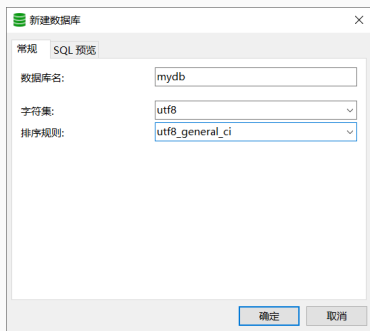 新建数据库
常规 SQL 预览
数据库名: mydb
字符集: utf8
排序规则: utf8_general_ci
确定 取消